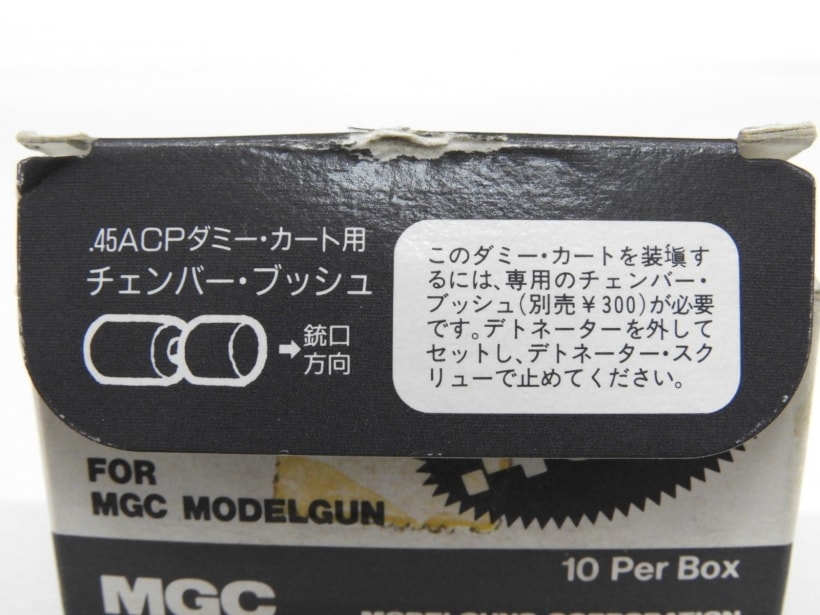 .45ACPダミー・カート用
チェンバー・ブッシュ
➡銃口
方向
このダミー・カートを装塡す
るには、専用のチェンバー・
ブッシュ(別売￥300)が必要
です。デトネーターを外して
セットし、デトネーター・スク
リューで止めてください。
FOR
MGC MODELGUN
10 Per Box
MGC
MODELGUNS CORPORATION